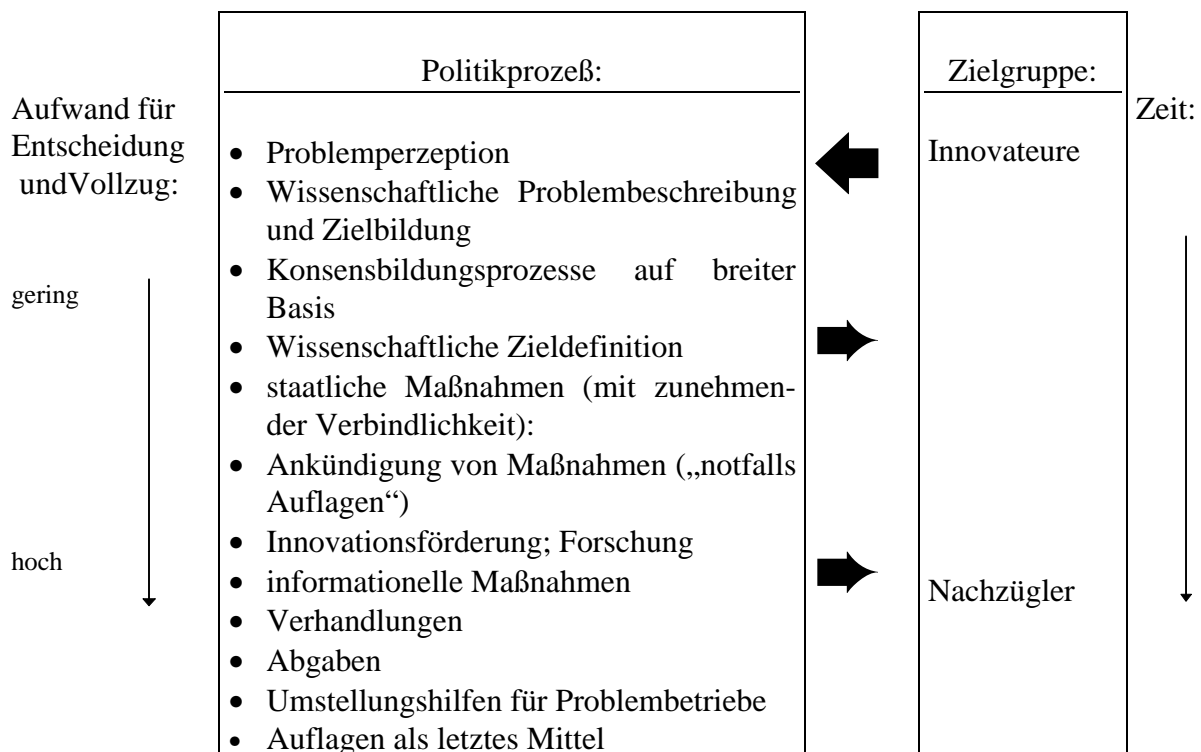 Aufwand für
Entscheidung
undVollzug:
gering
hoch
Politikprozeß:
• Problemperzeption
• Wissenschaftliche Problembeschreibung
und Zielbildung
• Konsensbildungsprozesse auf breiter
Basis
• Wissenschaftliche Zieldefinition
• staatliche Maßnahmen (mit zunehmen-
der Verbindlichkeit):
• Ankündigung von Maßnahmen („notfalls
Auflagen“)
• Innovationsförderung; Forschung
• informationelle Maßnahmen
• Verhandlungen
• Abgaben
• Umstellungshilfen für Problembetriebe
• Auflagen als letztes Mittel
Zielgruppe:
Innovateure
Nachzügler
Zeit: